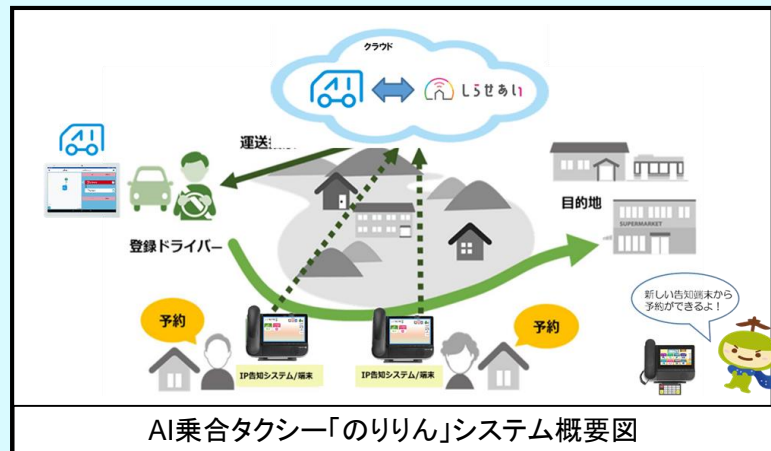 クラウド
しらせあい
運送
登録ドライバー
目的地
SUPERMARKET
新しい告知端末から
予約ができるよ！
予約
予約
IP告知システム/端末
IP告知システム/端末
AI乗合タクシー「のりりん」システム概要図